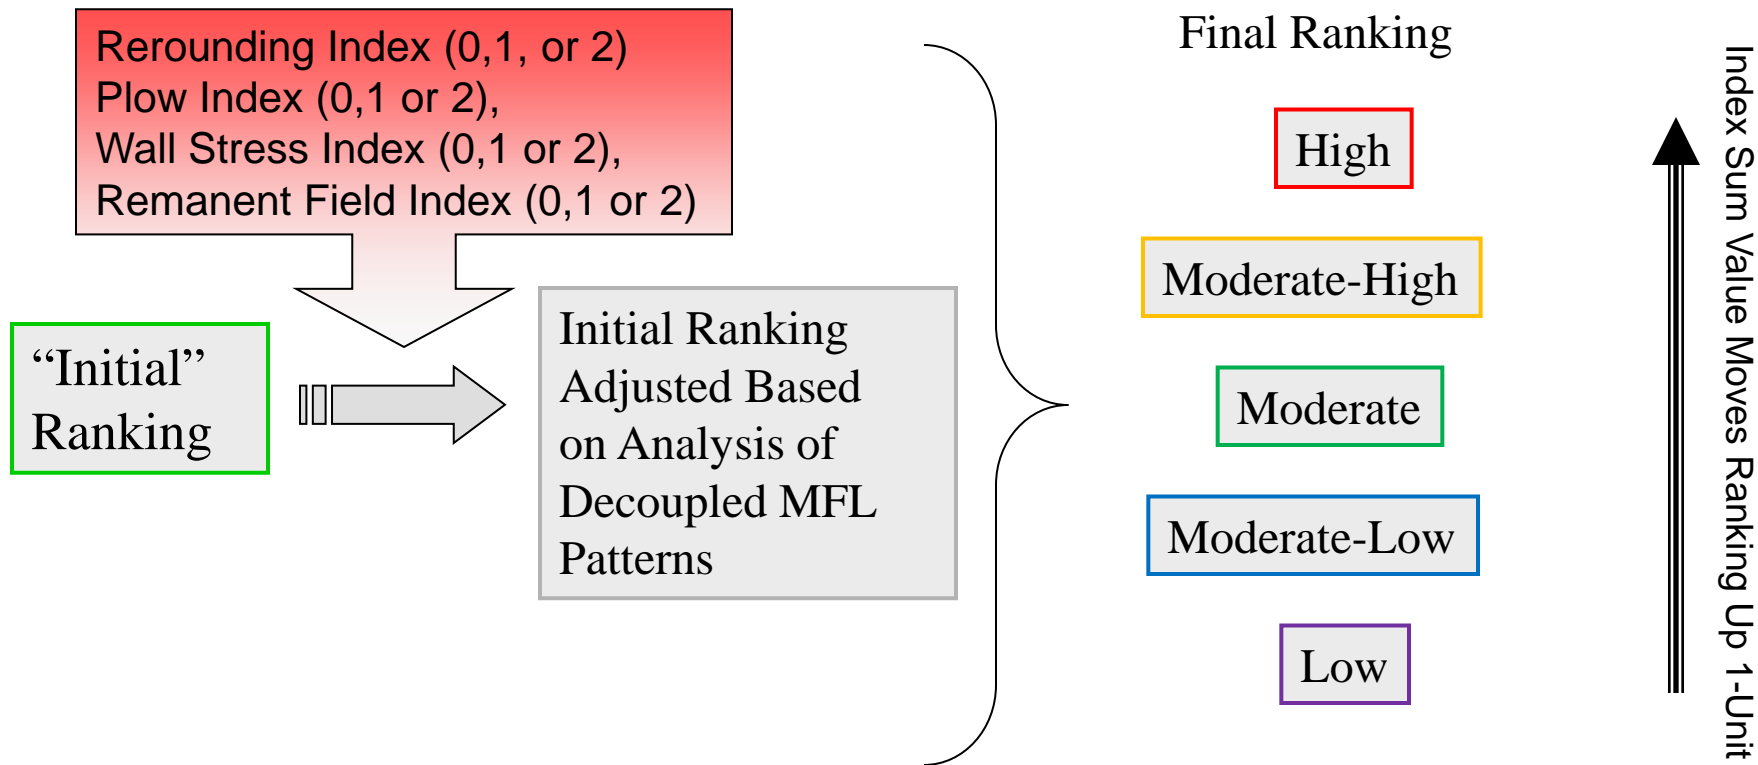 Rerounding Index (0,1, or 2)
Plow Index (0,1 or 2),
Wall Stress Index (0,1 or 2),
Remanent Field Index (0,1 or 2)
“Initial”
Ranking
Initial Ranking
Adjusted Based
on Analysis of
Decoupled MFL
Patterns
Final Ranking
High
Moderate-High
Moderate
Moderate-Low
Low
Index Sum Value Moves Ranking Up 1-Unit